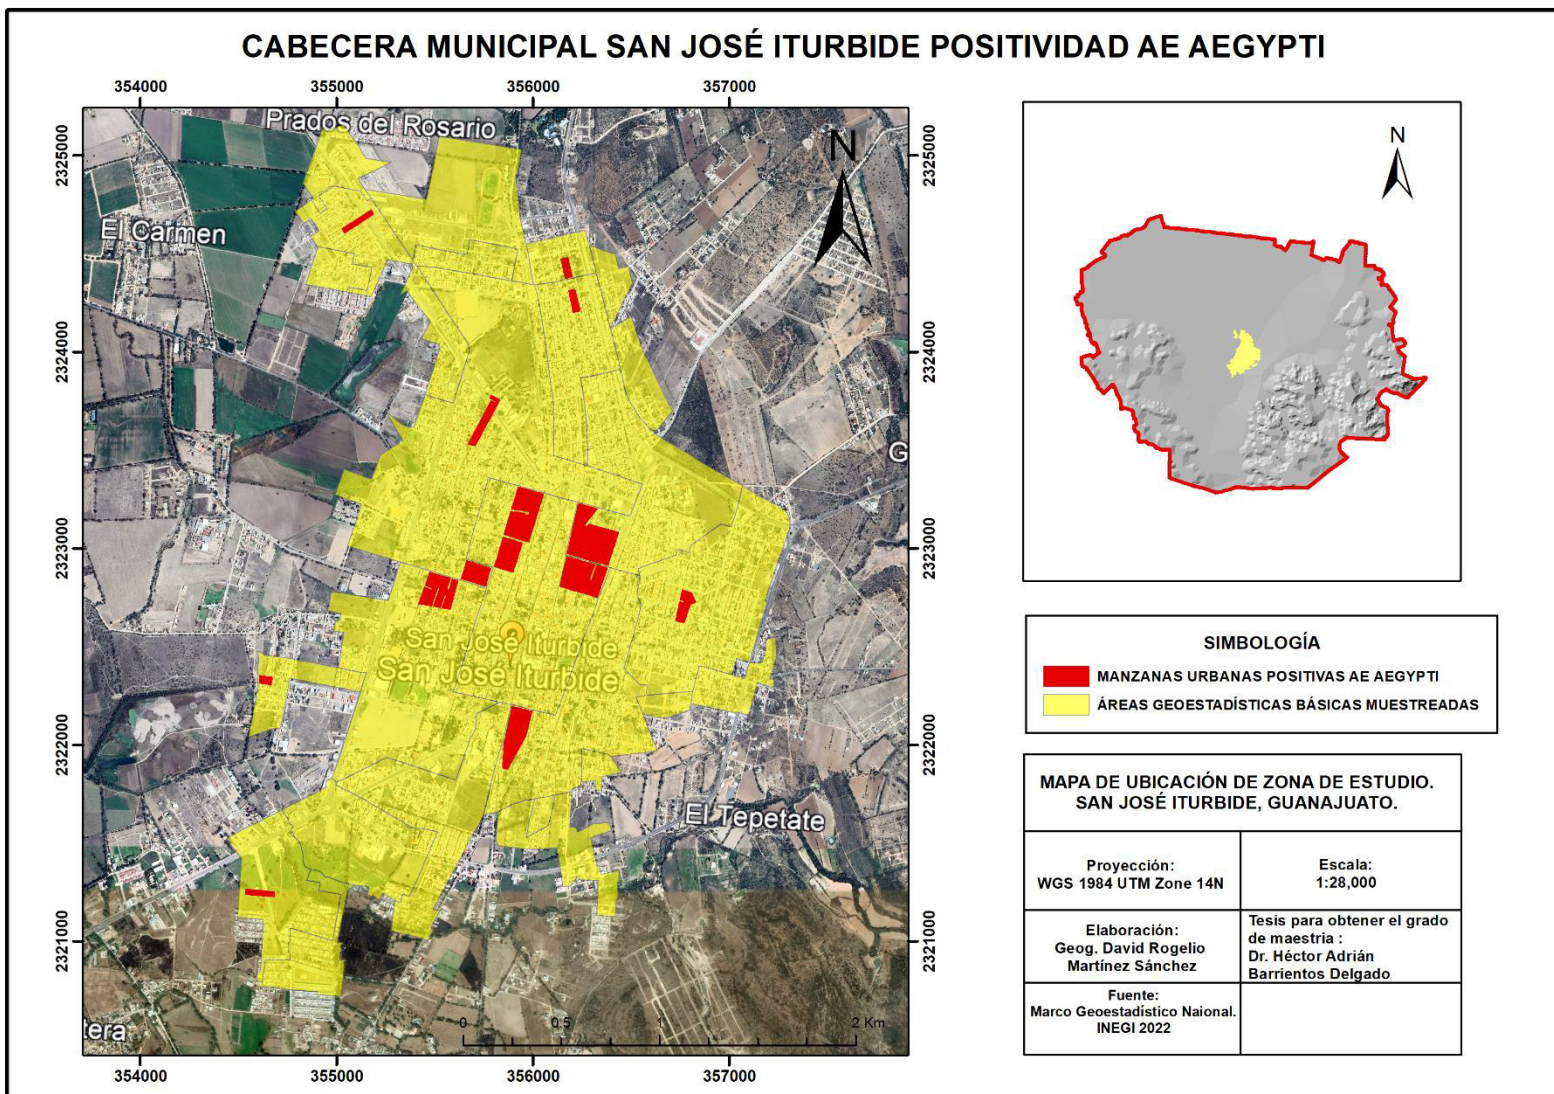 CABECERA MUNICIPAL SAN JOSÉ ITURBIDE POSITIVIDAD AE AEGYPTI
354000
355000
356000
357000
2325000
2324000
2323000
2322000
2321000
Prados del Rosario
El Carmen
N
G
San José Iturbide
San José Iturbide
El Tepetate
tera
0
0.5
1
2 Km
2325000
2324000
2323000
2322000
2321000
354000
355000
356000
357000
N
SIMBOLOGÍA
MANZANAS URBANAS POSITIVAS AE AEGYPTI
ÁREAS GEOESTADÍSTICAS BÁSICAS MUESTREADAS
MAPA DE UBICACIÓN DE ZONA DE ESTUDIO.
SAN JOSÉ ITURBIDE, GUANAJUATO.
Proyección:
WGS 1984 UTM Zone 14N
Escala:
1:28,000
Elaboración:
Geog. David Rogelio
Martínez Sánchez
Tesis para obtener el grado
de maestria :
Dr. Héctor Adrián
Barrientos Delgado
Fuente:
Marco Geoestadístico Naional.
INEGI 2022